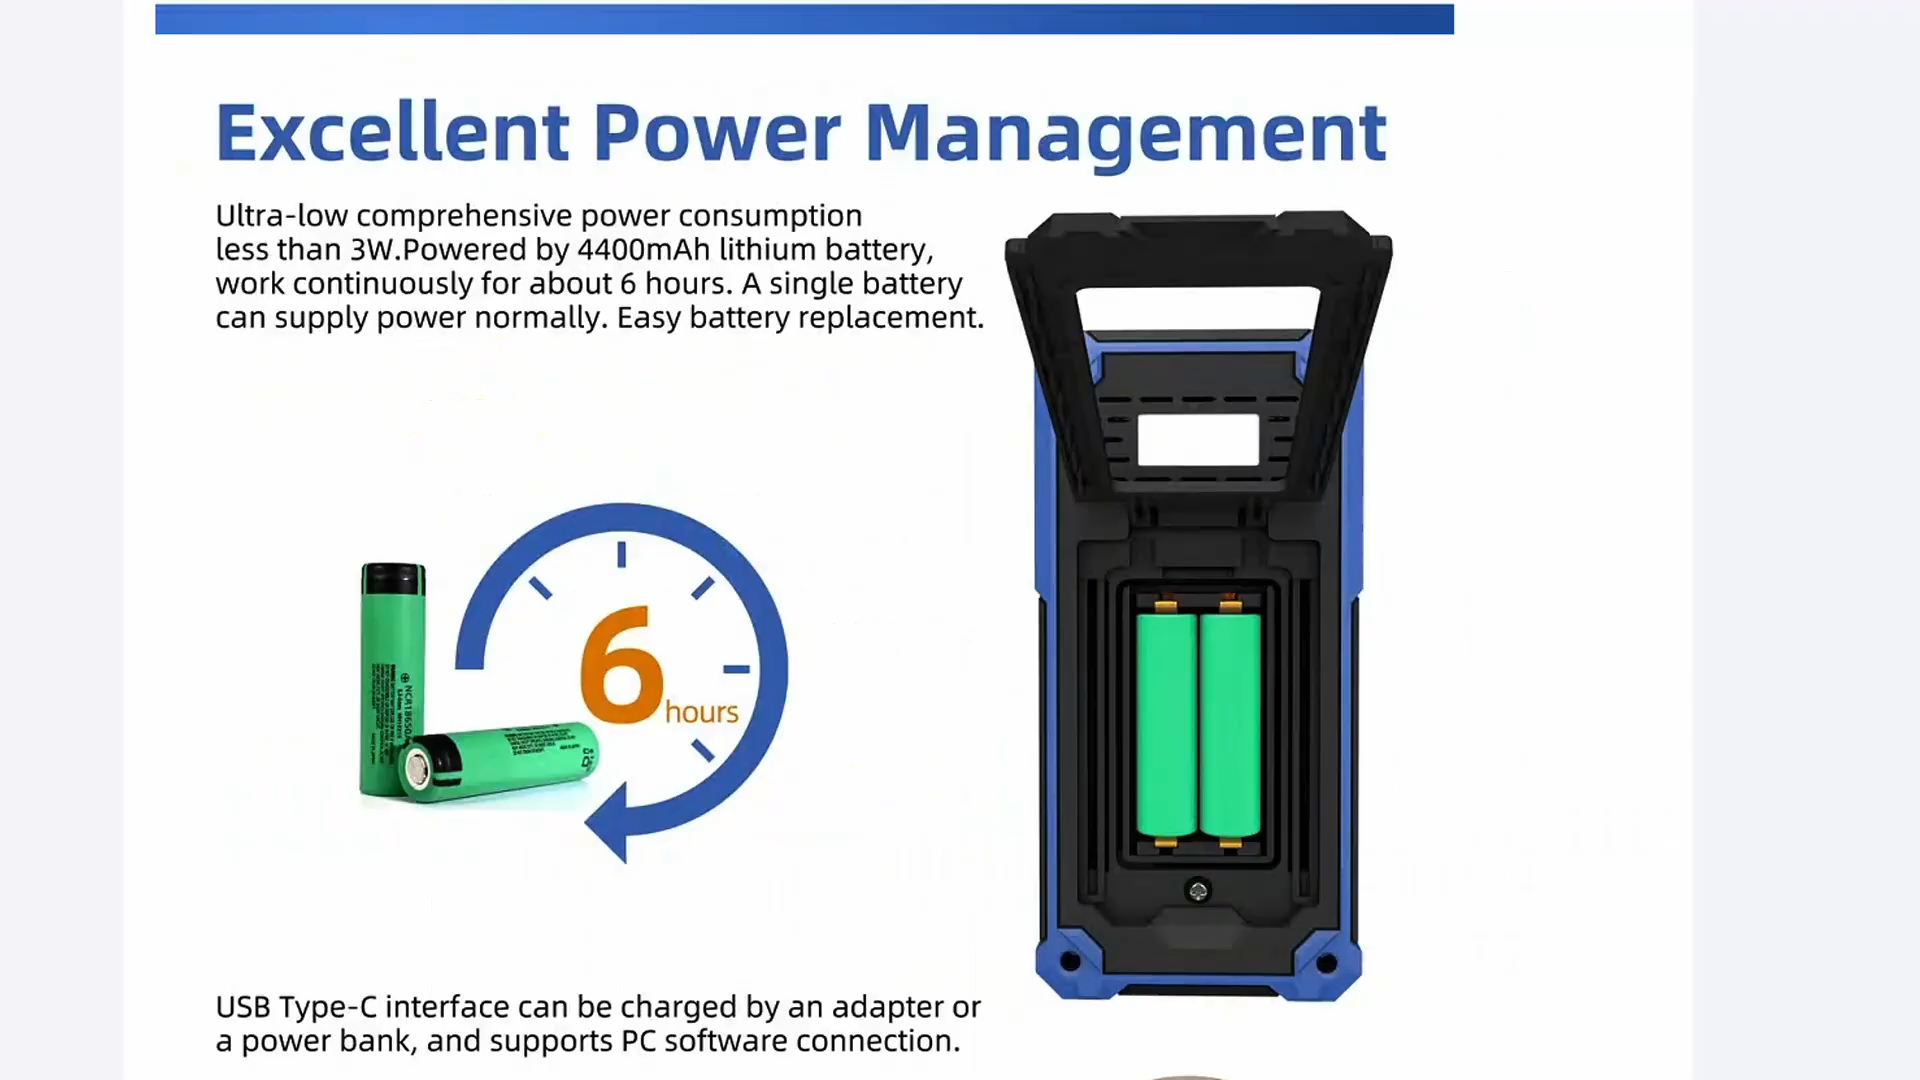 Excellent Power Management
Ultra-low comprehensive power consumption
less than 3W.Powered by 4400mAh lithium battery,
work continuously for about 6 hours. A single battery
can supply power normally. Easy battery replacement.
6 hours
USB Type-C interface can be charged by an adapter or
a power bank, and supports PC software connection.